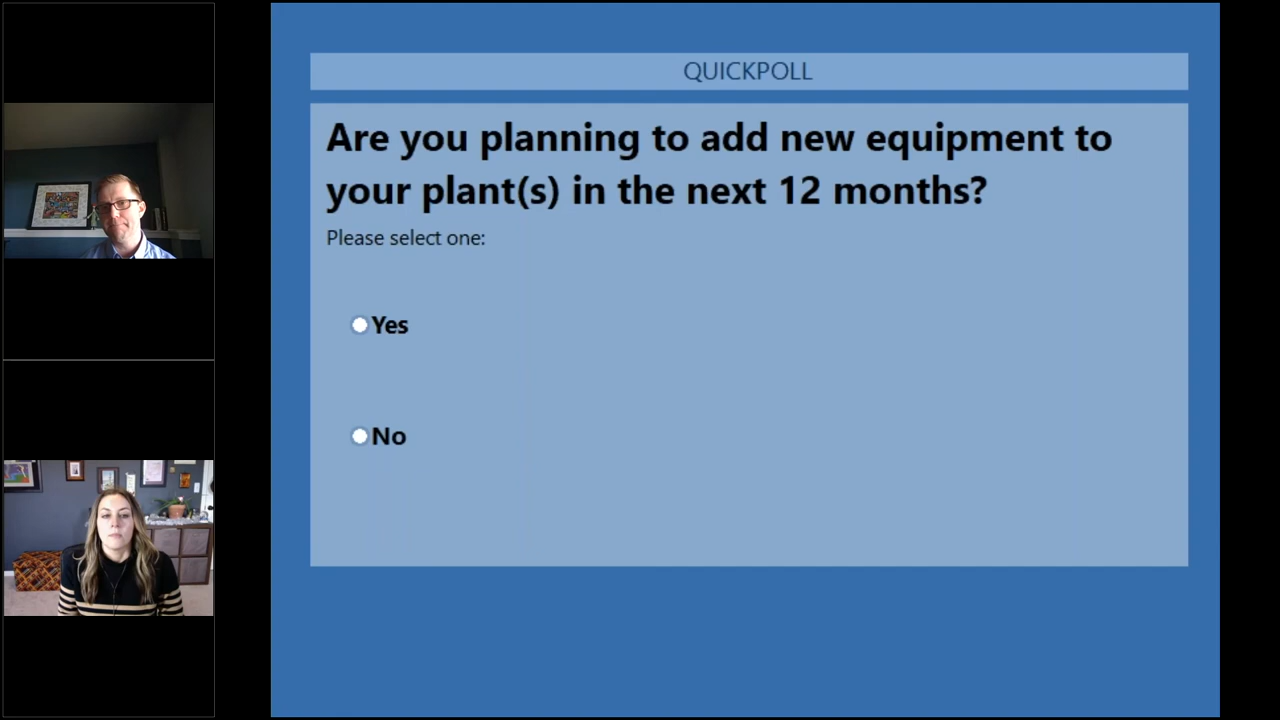 QUICKPOLL
Are you planning to add new equipment to
your plant(s) in the next 12 months?
Please select one:
Yes
No